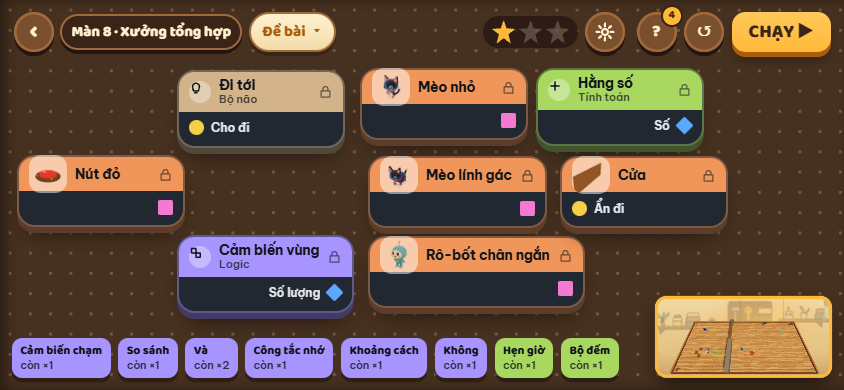 Màn 8 · Xưởng tổng hợp
Đề bài
?
4
CHẠY
Đi tới
Bộ não
Cho đi
Mèo nhỏ
Hằng số
Tính toán
Số
Nút đỏ
Mèo lính gác
Cửa
Ẩn đi
Cảm biến vùng
Logic
Số lượng
Rô-bốt chân ngắn
Cảm biến chạm
còn ×1
So sánh
còn ×1
Và
còn ×2
Công tắc nhớ
còn ×1
Khoảng cách
còn ×1
Không
còn ×1
Hẹn giờ
còn ×1
Bộ đếm
còn ×1